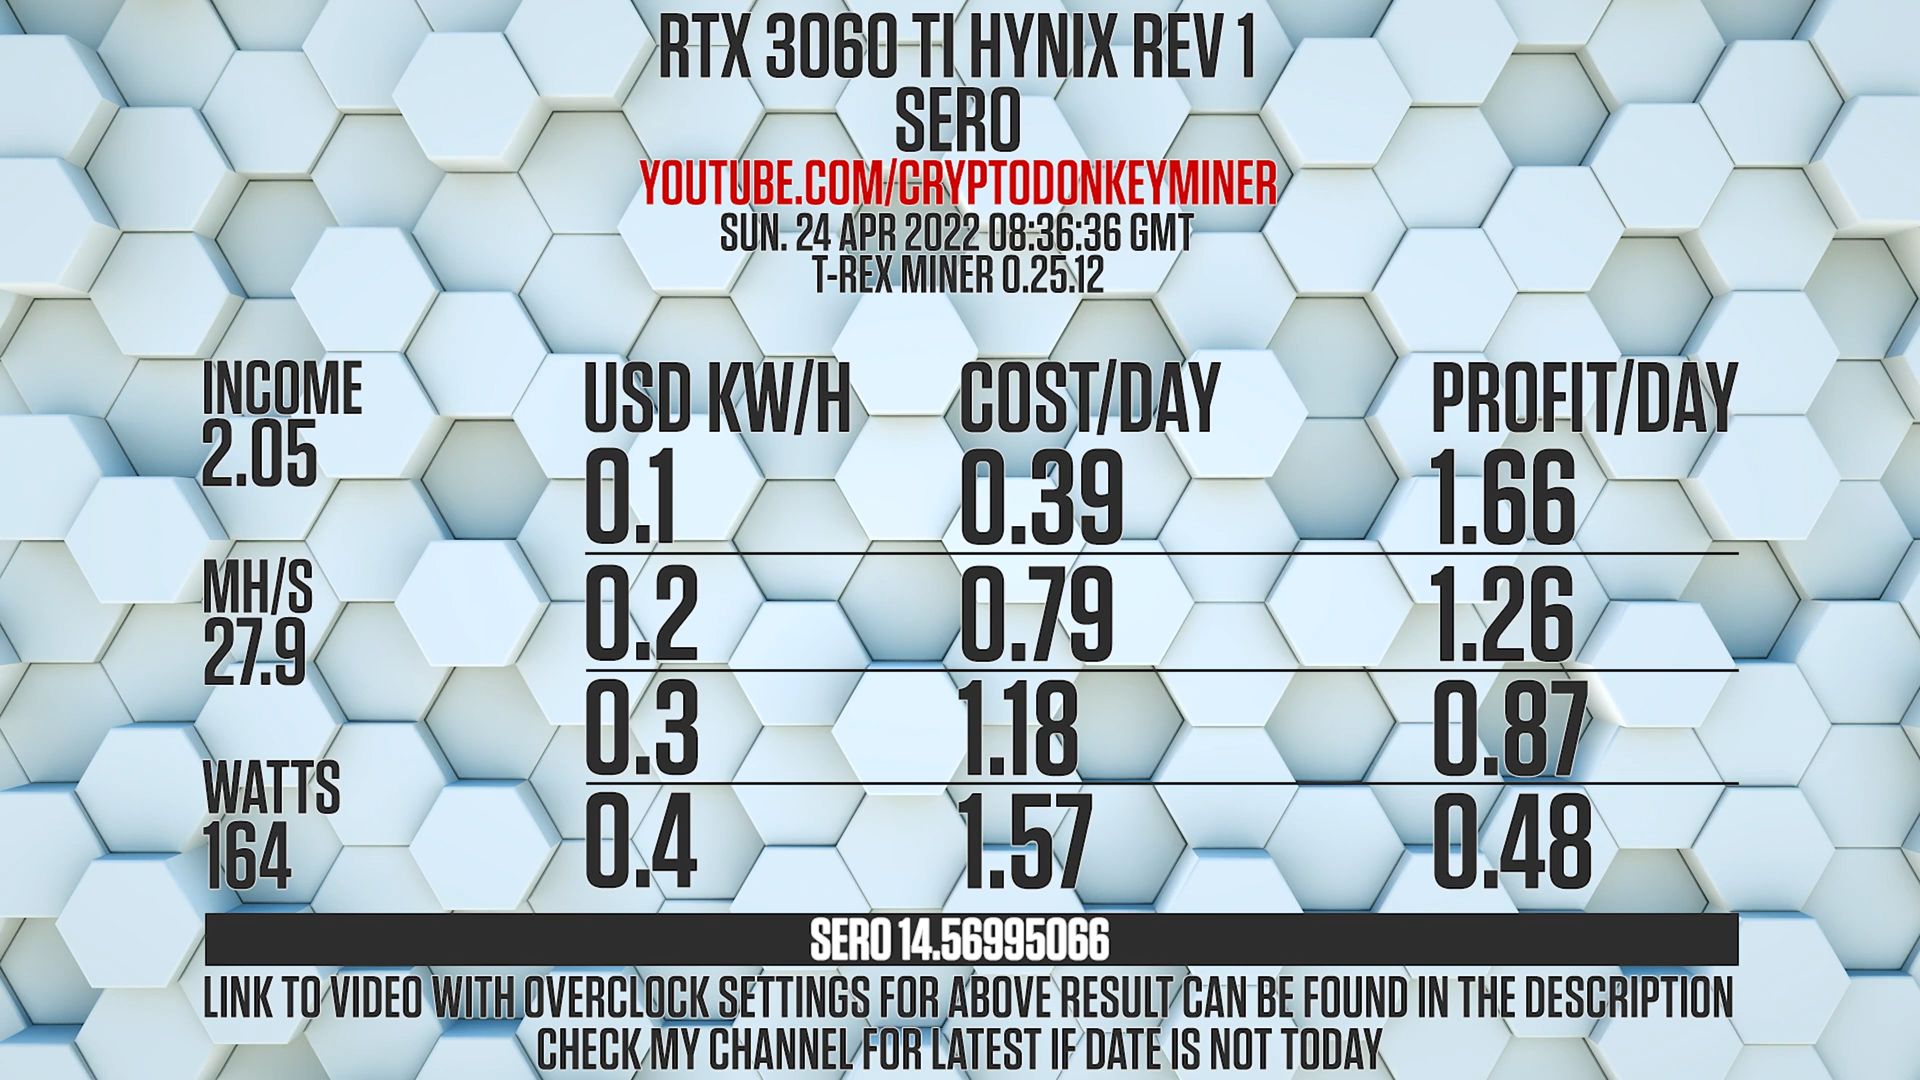 RTX 3060 TI HYNIX REV 1
SERO
YOUTUBE.COM/CRYPTODONKEYMINER
SUN. 24 APR 2022 08:36:36 GMT
T-REX MINER 0.25.12
INCOME
2.05
MH/S
27.9
WATTS
164
USD KW/H COST/DAY PROFIT/DAY
0.1 0.39 1.66
0.2 0.79 1.26
0.3 1.18 0.87
0.4 1.57 0.48
SERO 14.56995066
LINK TO VIDEO WITH OVERCLOCK SETTINGS FOR ABOVE RESULT CAN BE FOUND IN THE DESCRIPTION
CHECK MY CHANNEL FOR LATEST IF DATE IS NOT TODAY